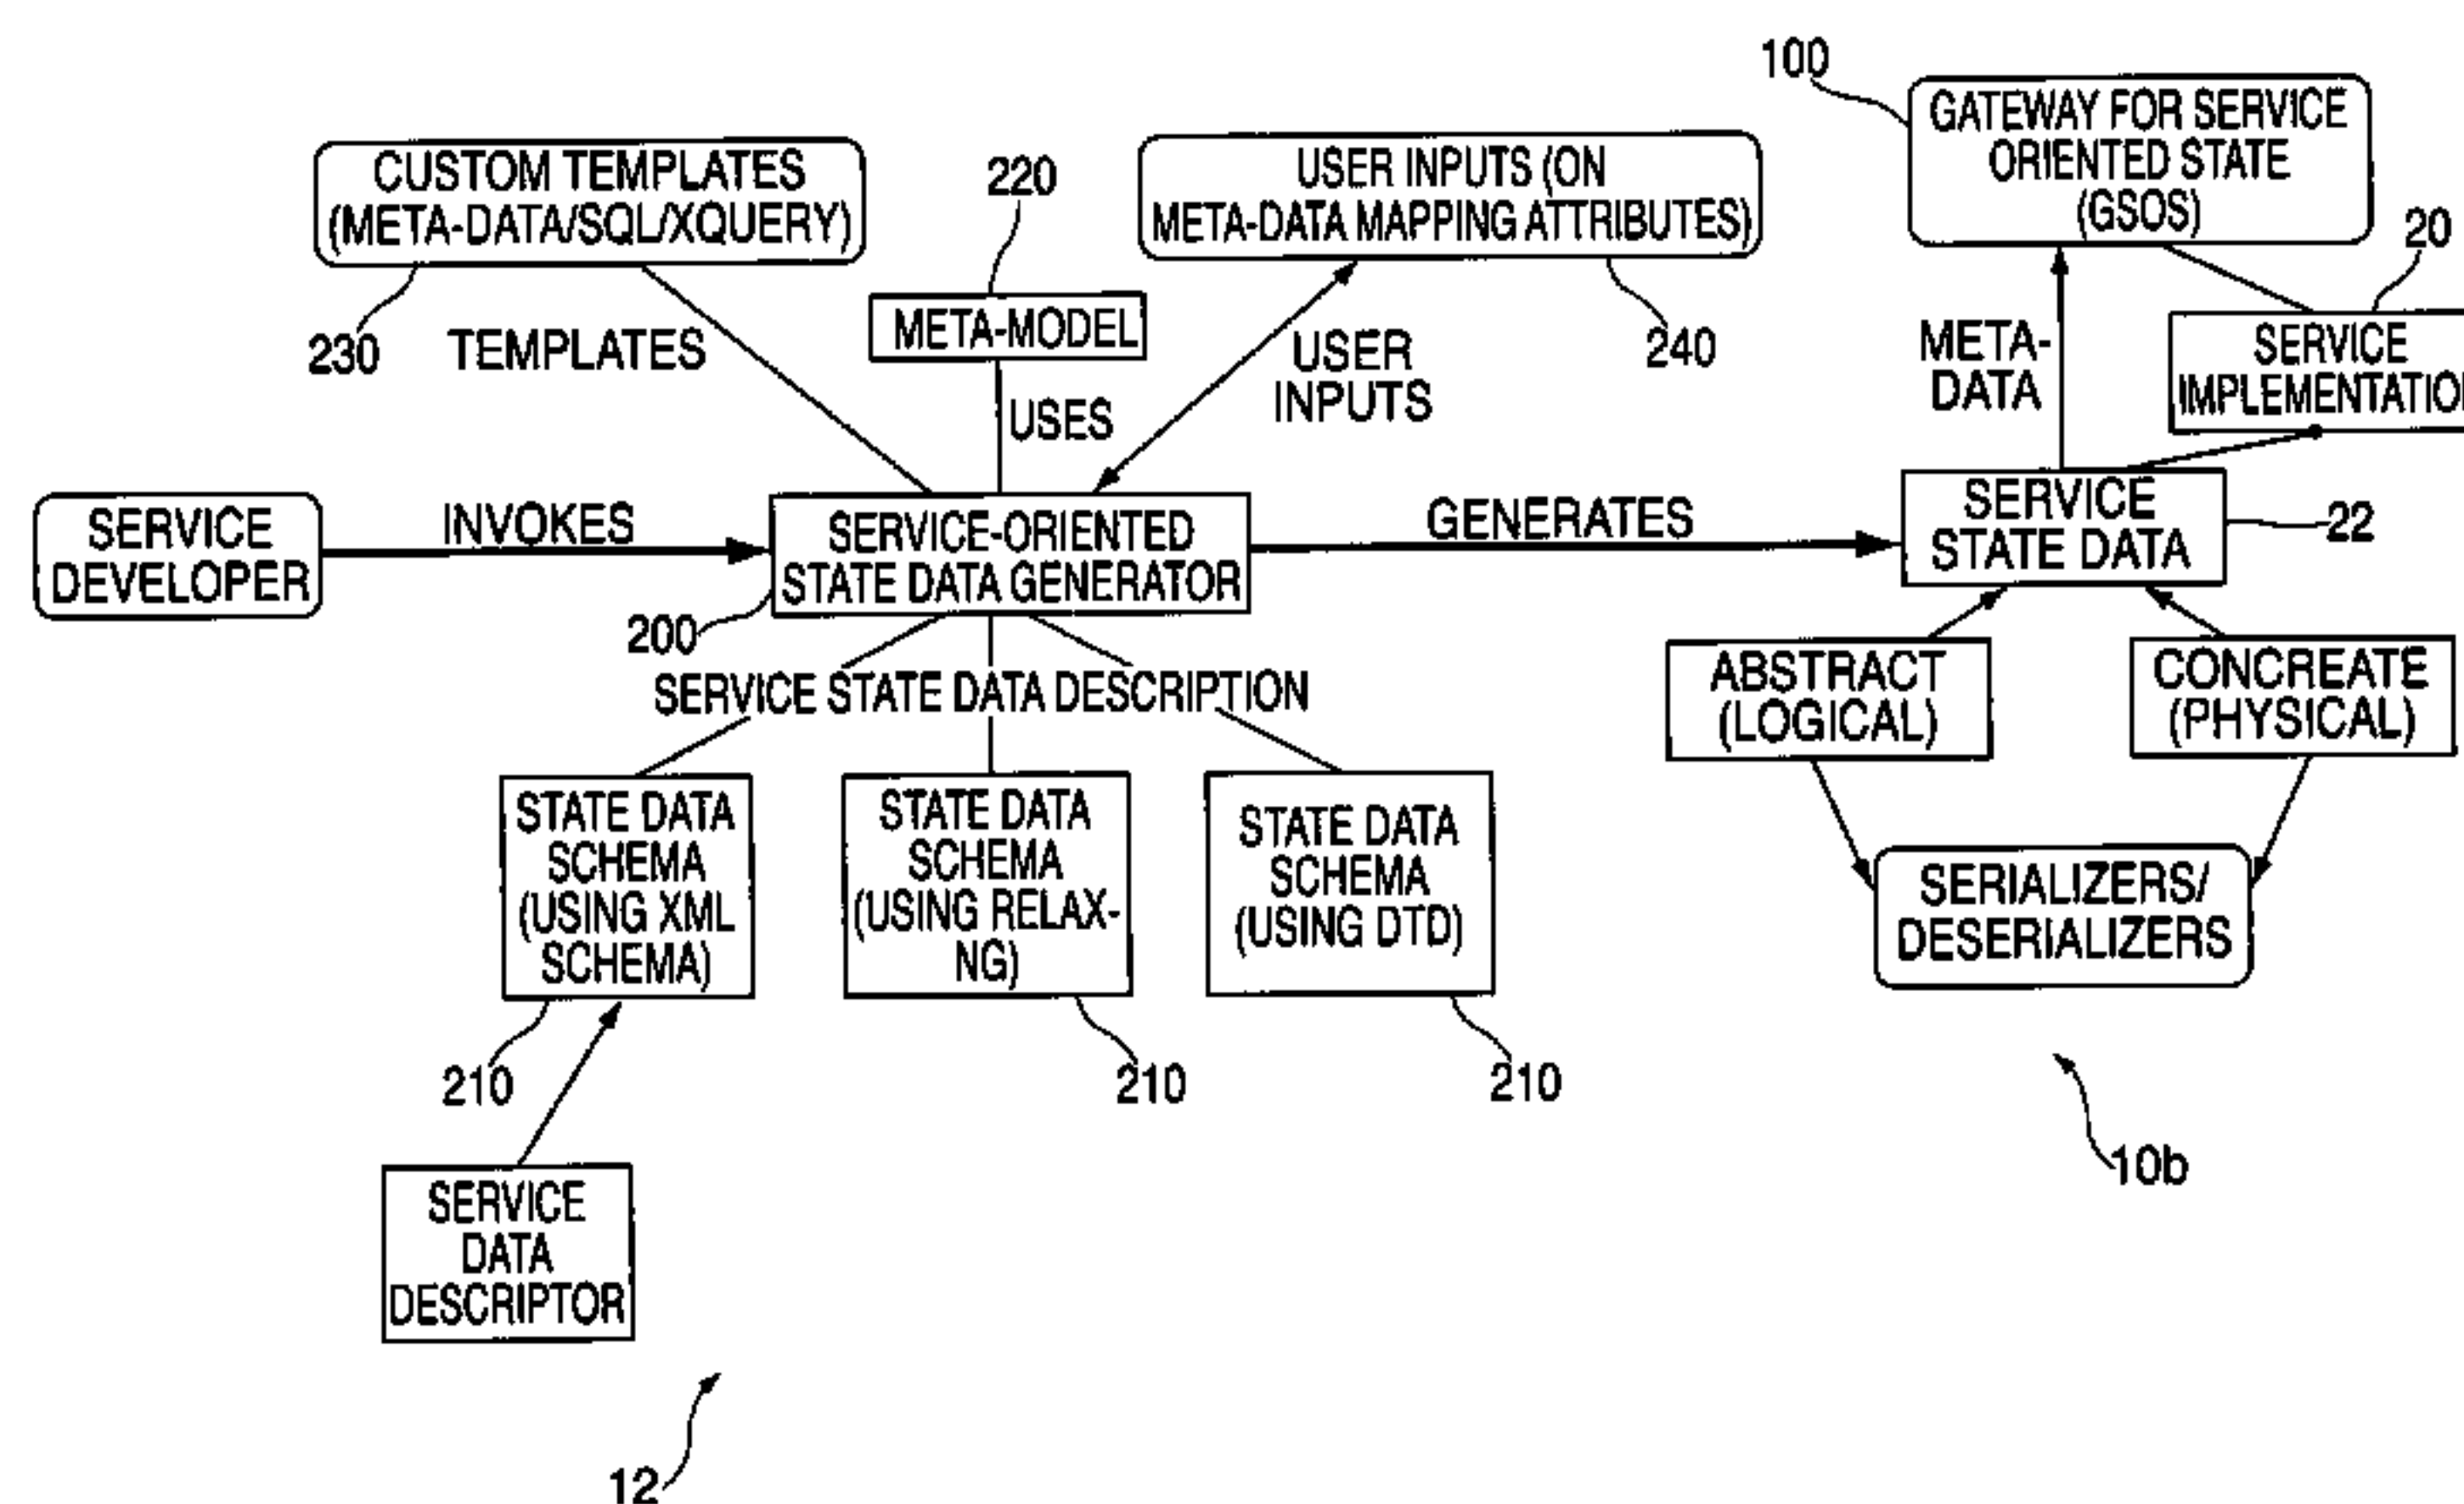 100
GATEWAY FOR SERVICE
ORIENTED STATE
(GSOS)
CUSTOM TEMPLATES
(META-DATA/SQL/XQUERY)
220
USER INPUTS (ON
META-DATA MAPPING ATTRIBUTES)
20
230
TEMPLATES
META-MODEL
USES
USER
INPUTS
240
META-
DATA
SERVICE
IMPLEMENTATIO
SERVICE
DEVELOPER
INVOKES
SERVICE-ORIENTED
STATE DATA GENERATOR
200
GENERATES
SERVICE
STATE DATA
22
SERVICE STATE DATA DESCRIPTION
ABSTRACT
(LOGICAL)
CONCREATE
(PHYSICAL)
STATE DATA
SCHEMA
(USING XML
SCHEMA)
STATE DATA
SCHEMA
(USING RELAX-
NG)
STATE DATA
SCHEMA
(USING DTD)
SERIALIZERS/
DESERIALIZERS
210
210
210
10b
SERVICE
DATA
DESCRIPTOR
12